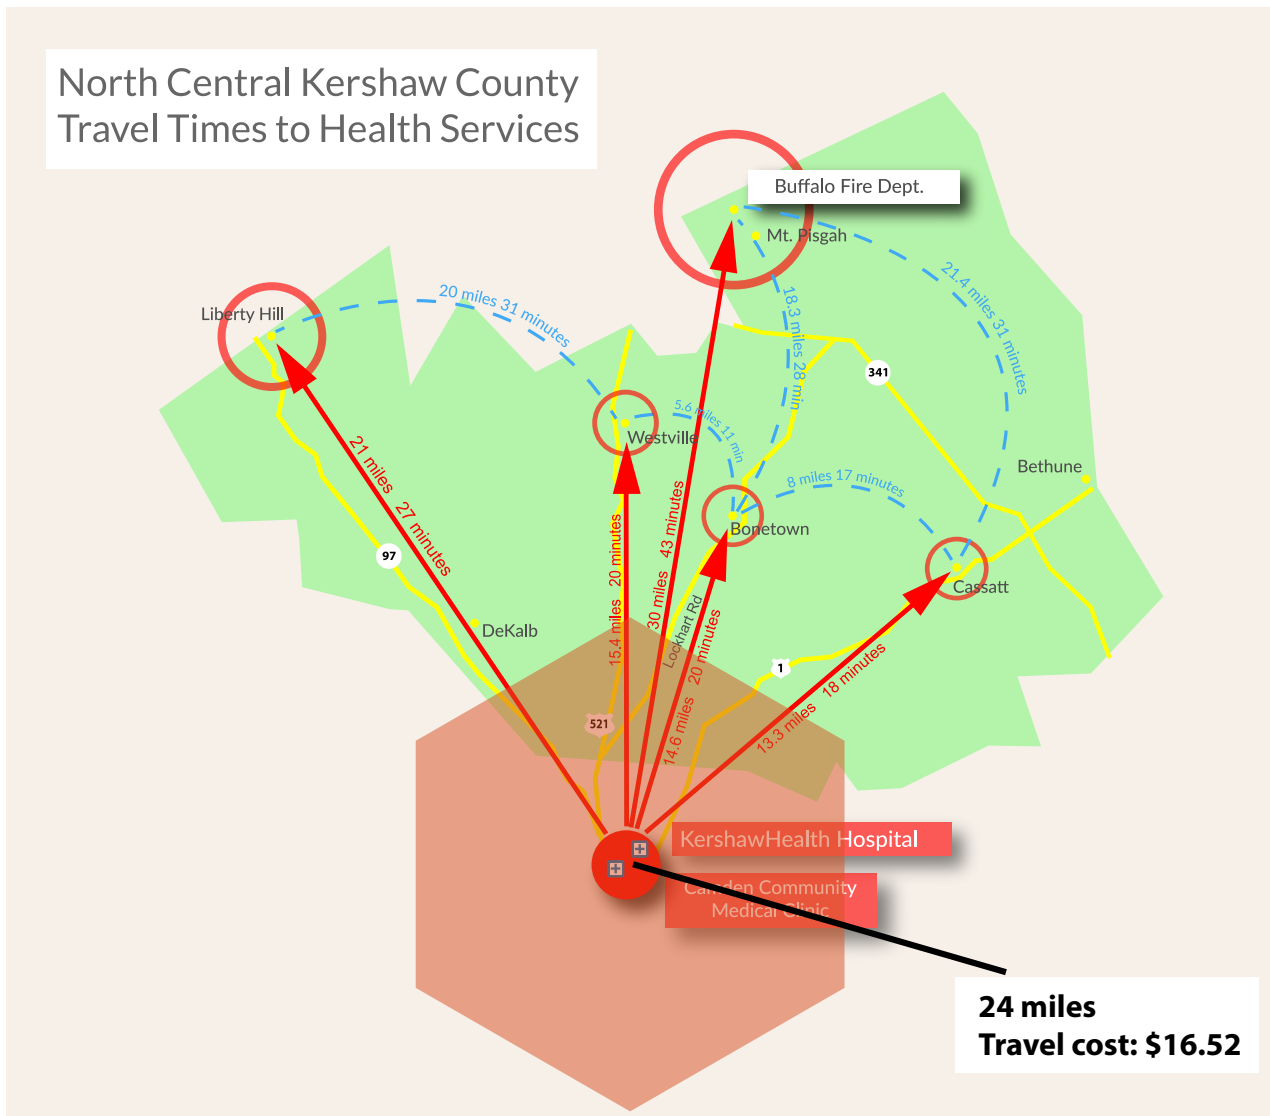 North Central Kershaw County
Travel Times to Health Services
Buffalo Fire Dept.
Mt. Pisgah
Liberty Hill
20 miles 31 minutes
21.4 miles 31 minutes
18.3 miles 28 min
341
5.6 miles 11 min
Westville
Bethune
8 miles 17 minutes
Bonetown
21 miles 27 minutes
15.4 miles 20 minutes
30 miles 43 minutes
97
Cassatt
DeKalb
Lockhart Rd
14.6 miles 20 minutes
1
13.3 miles 18 minutes
521
KershawHealth Hospital
Camden Community
Medical Clinic
24 miles
Travel cost: $16.52